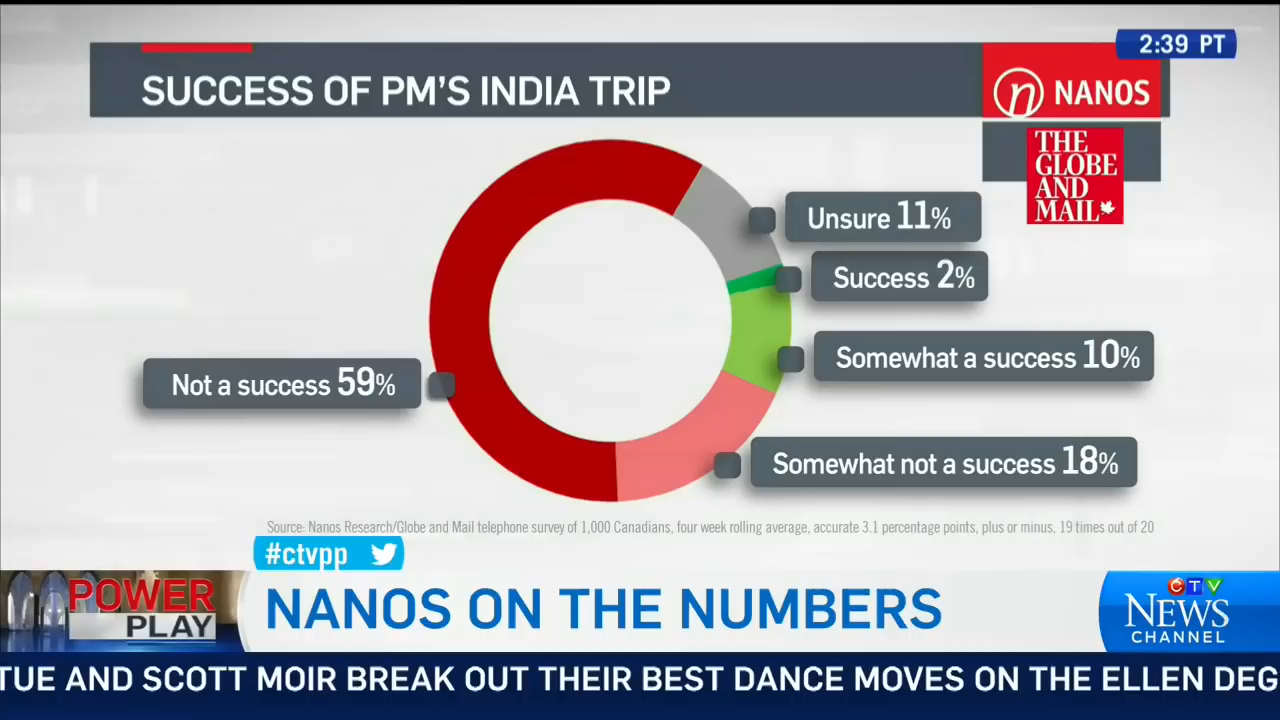 2:39 PT
SUCCESS OF PM'S INDIA TRIP
n NANOS
THE
GLOBE
AND
MAIL
Unsure 11%
Success 2%
Somewhat a success 10%
Not a success 59%
Somewhat not a success 18%
Source: Nanos Research/Globe and Mail telephone survey of 1,000 Canadians, four week rolling average, accurate 3.1 percentage points, plus or minus, 19 times out of 20
#ctvpp
POWER
PLAY
NANOS ON THE NUMBERS
CTV
NEWS
CHANNEL
TUE AND SCOTT MOIR BREAK OUT THEIR BEST DANCE MOVES ON THE ELLEN DEG